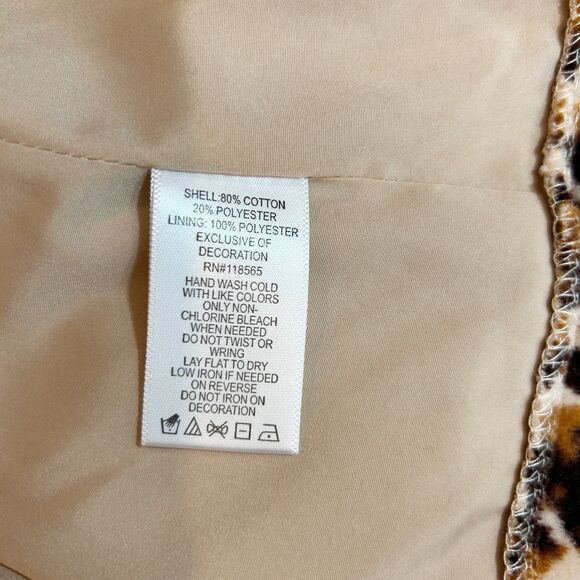 SHELL:80% COTTON
20% POLYESTER
LINING: 100% POLYESTER
EXCLUSIVE OF
DECORATION
RN#118565
HAND WASH COLD
WITH LIKE COLORS
ONLY NON-
CHLORINE BLEACH
WHEN NEEDED
DO NOT TWIST OR
WRING
LAY FLAT TO DRY
LOW IRON IF NEEDED
ON REVERSE
DO NOT IRON ON
DECORATION